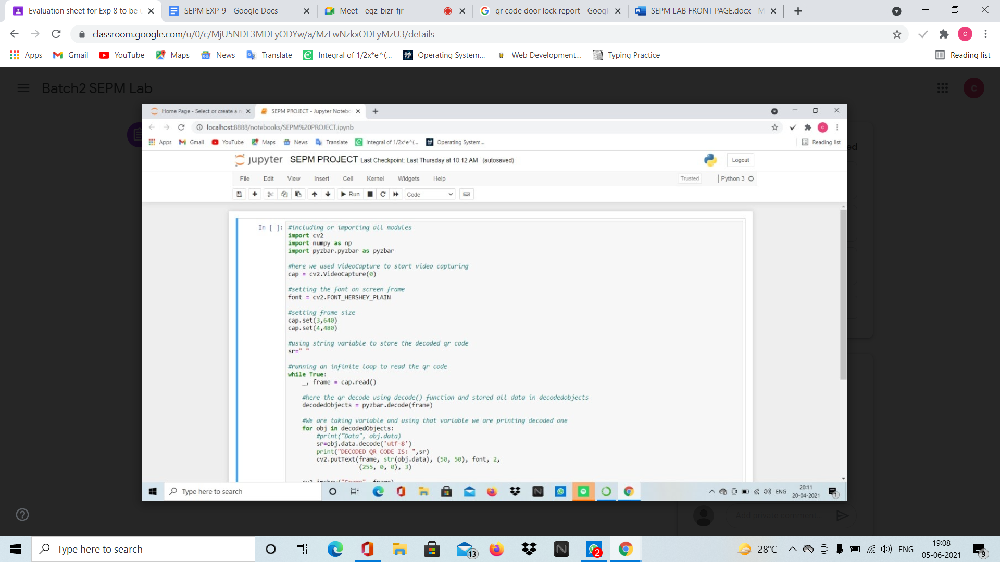 Evaluation sheet for Exp 8 to be
SEPM EXP-9 - Google Docs
Meet - eqz-bizr-fjr
qr code door lock report - Googl
SEPM LAB FRONT PAGE.docx - M
classroom.google.com/u/0/c/MjU5NDE3MDEyODYw/a/MzEwNzkxODEyMzU3/details
C
Apps
Gmail
YouTube
Maps
News
Translate
Integral of 1/2x*e^(...
Operating System...
Web Development...
Typing Practice
Reading list
Batch2 SEPM Lab
C
Home Page - Select or create a n
SEPM PROJECT - Jupyter Notebo
localhost:8888/notebooks/SEPM%20PROJECT.ipynb
C
Apps
Gmail
YouTube
Maps
News
Translate
Integral of 1/2x*e^(...
Operating System...
Reading list
jupyter SEPM PROJECT Last Checkpoint: Last Thursday at 10:12 AM (autosaved)
Logout
File Edit View Insert Cell Kernel Widgets Help
Trusted
Python 3
Run
Code
In [ ]: #including or importing all modules
import cv2
import numpy as np
import pyzbar.pyzbar as pyzbar
#here we used VideoCapture to start video capturing
cap = cv2.VideoCapture(0)
#setting the font on screen frame
font = cv2.FONT_HERSHEY_PLAIN
#setting frame size
cap.set(3,640)
cap.set(4,480)
#using string variable to store the decoded qr code
sr=" "
#running an infinite loop to read the qr code
while True:
_, frame = cap.read()
#here the qr decode using decode() function and stored all data in decodedobjects
decodedObjects = pyzbar.decode(frame)
#We are taking variable and using that variable we are printing decoded one
for obj in decodedObjects:
#print("Data", obj.data)
sr=obj.data.decode('utf-8')
print("DECODED QR CODE IS: ",sr)
cv2.putText(frame, str(obj.data), (50, 50), font, 2,
(255, 0, 0), 3)
cv2.imshow("Frame", frame)
Type here to search
ENG
20:11
20-04-2021
1
Add private comment...
Type here to search
13
2
28°C
ENG
19:08
05-06-2021
9